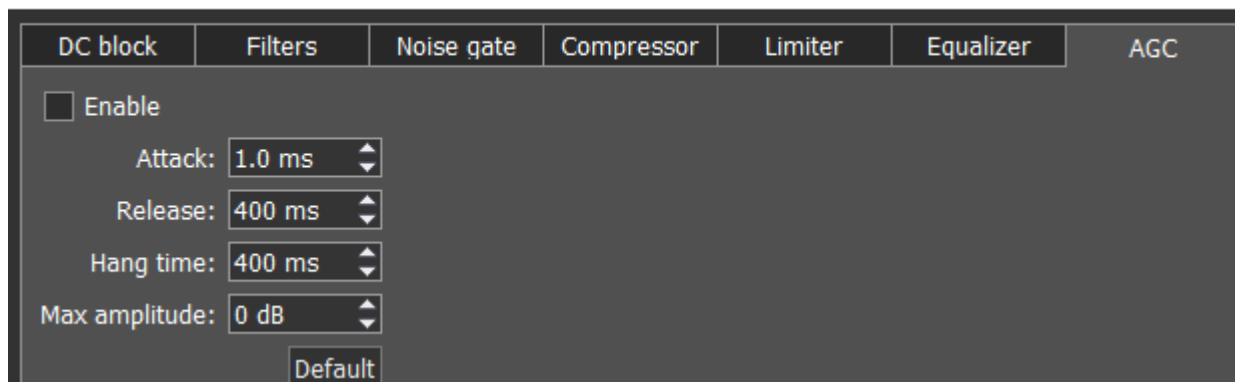 DC block Filters Noise gate Compressor Limiter Equalizer AGC
Enable
Attack: 1.0 ms
Release: 400 ms
Hang time: 400 ms
Max amplitude: 0 dB
Default